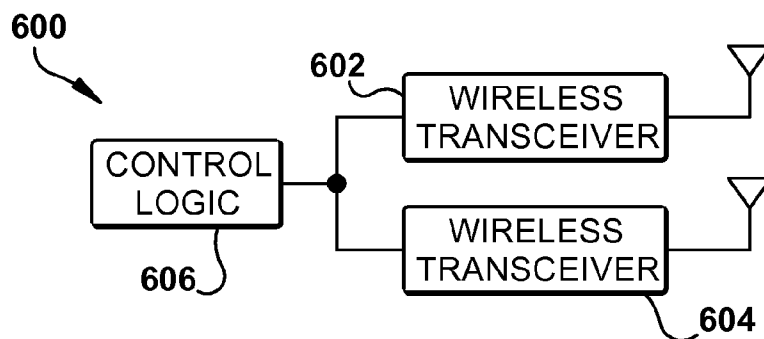 600
602
WIRELESS
TRANSCEIVER
CONTROL
LOGIC
606
WIRELESS
TRANSCEIVER
604